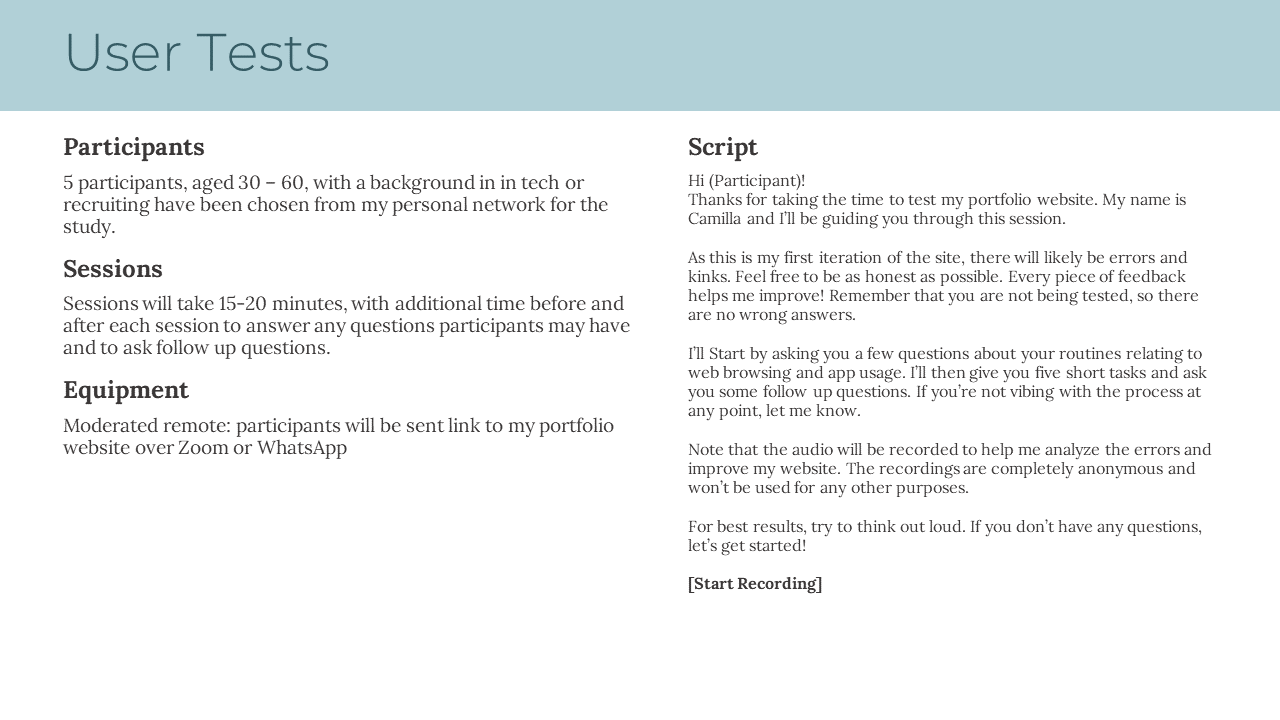 User Tests
Participants
5 participants, aged 30 – 60, with a background in in tech or
recruiting have been chosen from my personal network for the
study.
Sessions
Sessions will take 15-20 minutes, with additional time before and
after each session to answer any questions participants may have
and to ask follow up questions.
Equipment
Moderated remote: participants will be sent link to my portfolio
website over Zoom or WhatsApp
Script
Hi (Participant)!
Thanks for taking the time to test my portfolio website. My name is
Camilla and I’ll be guiding you through this session.
As this is my first iteration of the site, there will likely be errors and
kinks. Feel free to be as honest as possible. Every piece of feedback
helps me improve! Remember that you are not being tested, so there
are no wrong answers.
I’ll Start by asking you a few questions about your routines relating to
web browsing and app usage. I’ll then give you five short tasks and ask
you some follow up questions. If you’re not vibing with the process at
any point, let me know.
Note that the audio will be recorded to help me analyze the errors and
improve my website. The recordings are completely anonymous and
won’t be used for any other purposes.
For best results, try to think out loud. If you don’t have any questions,
let’s get started!
[Start Recording]